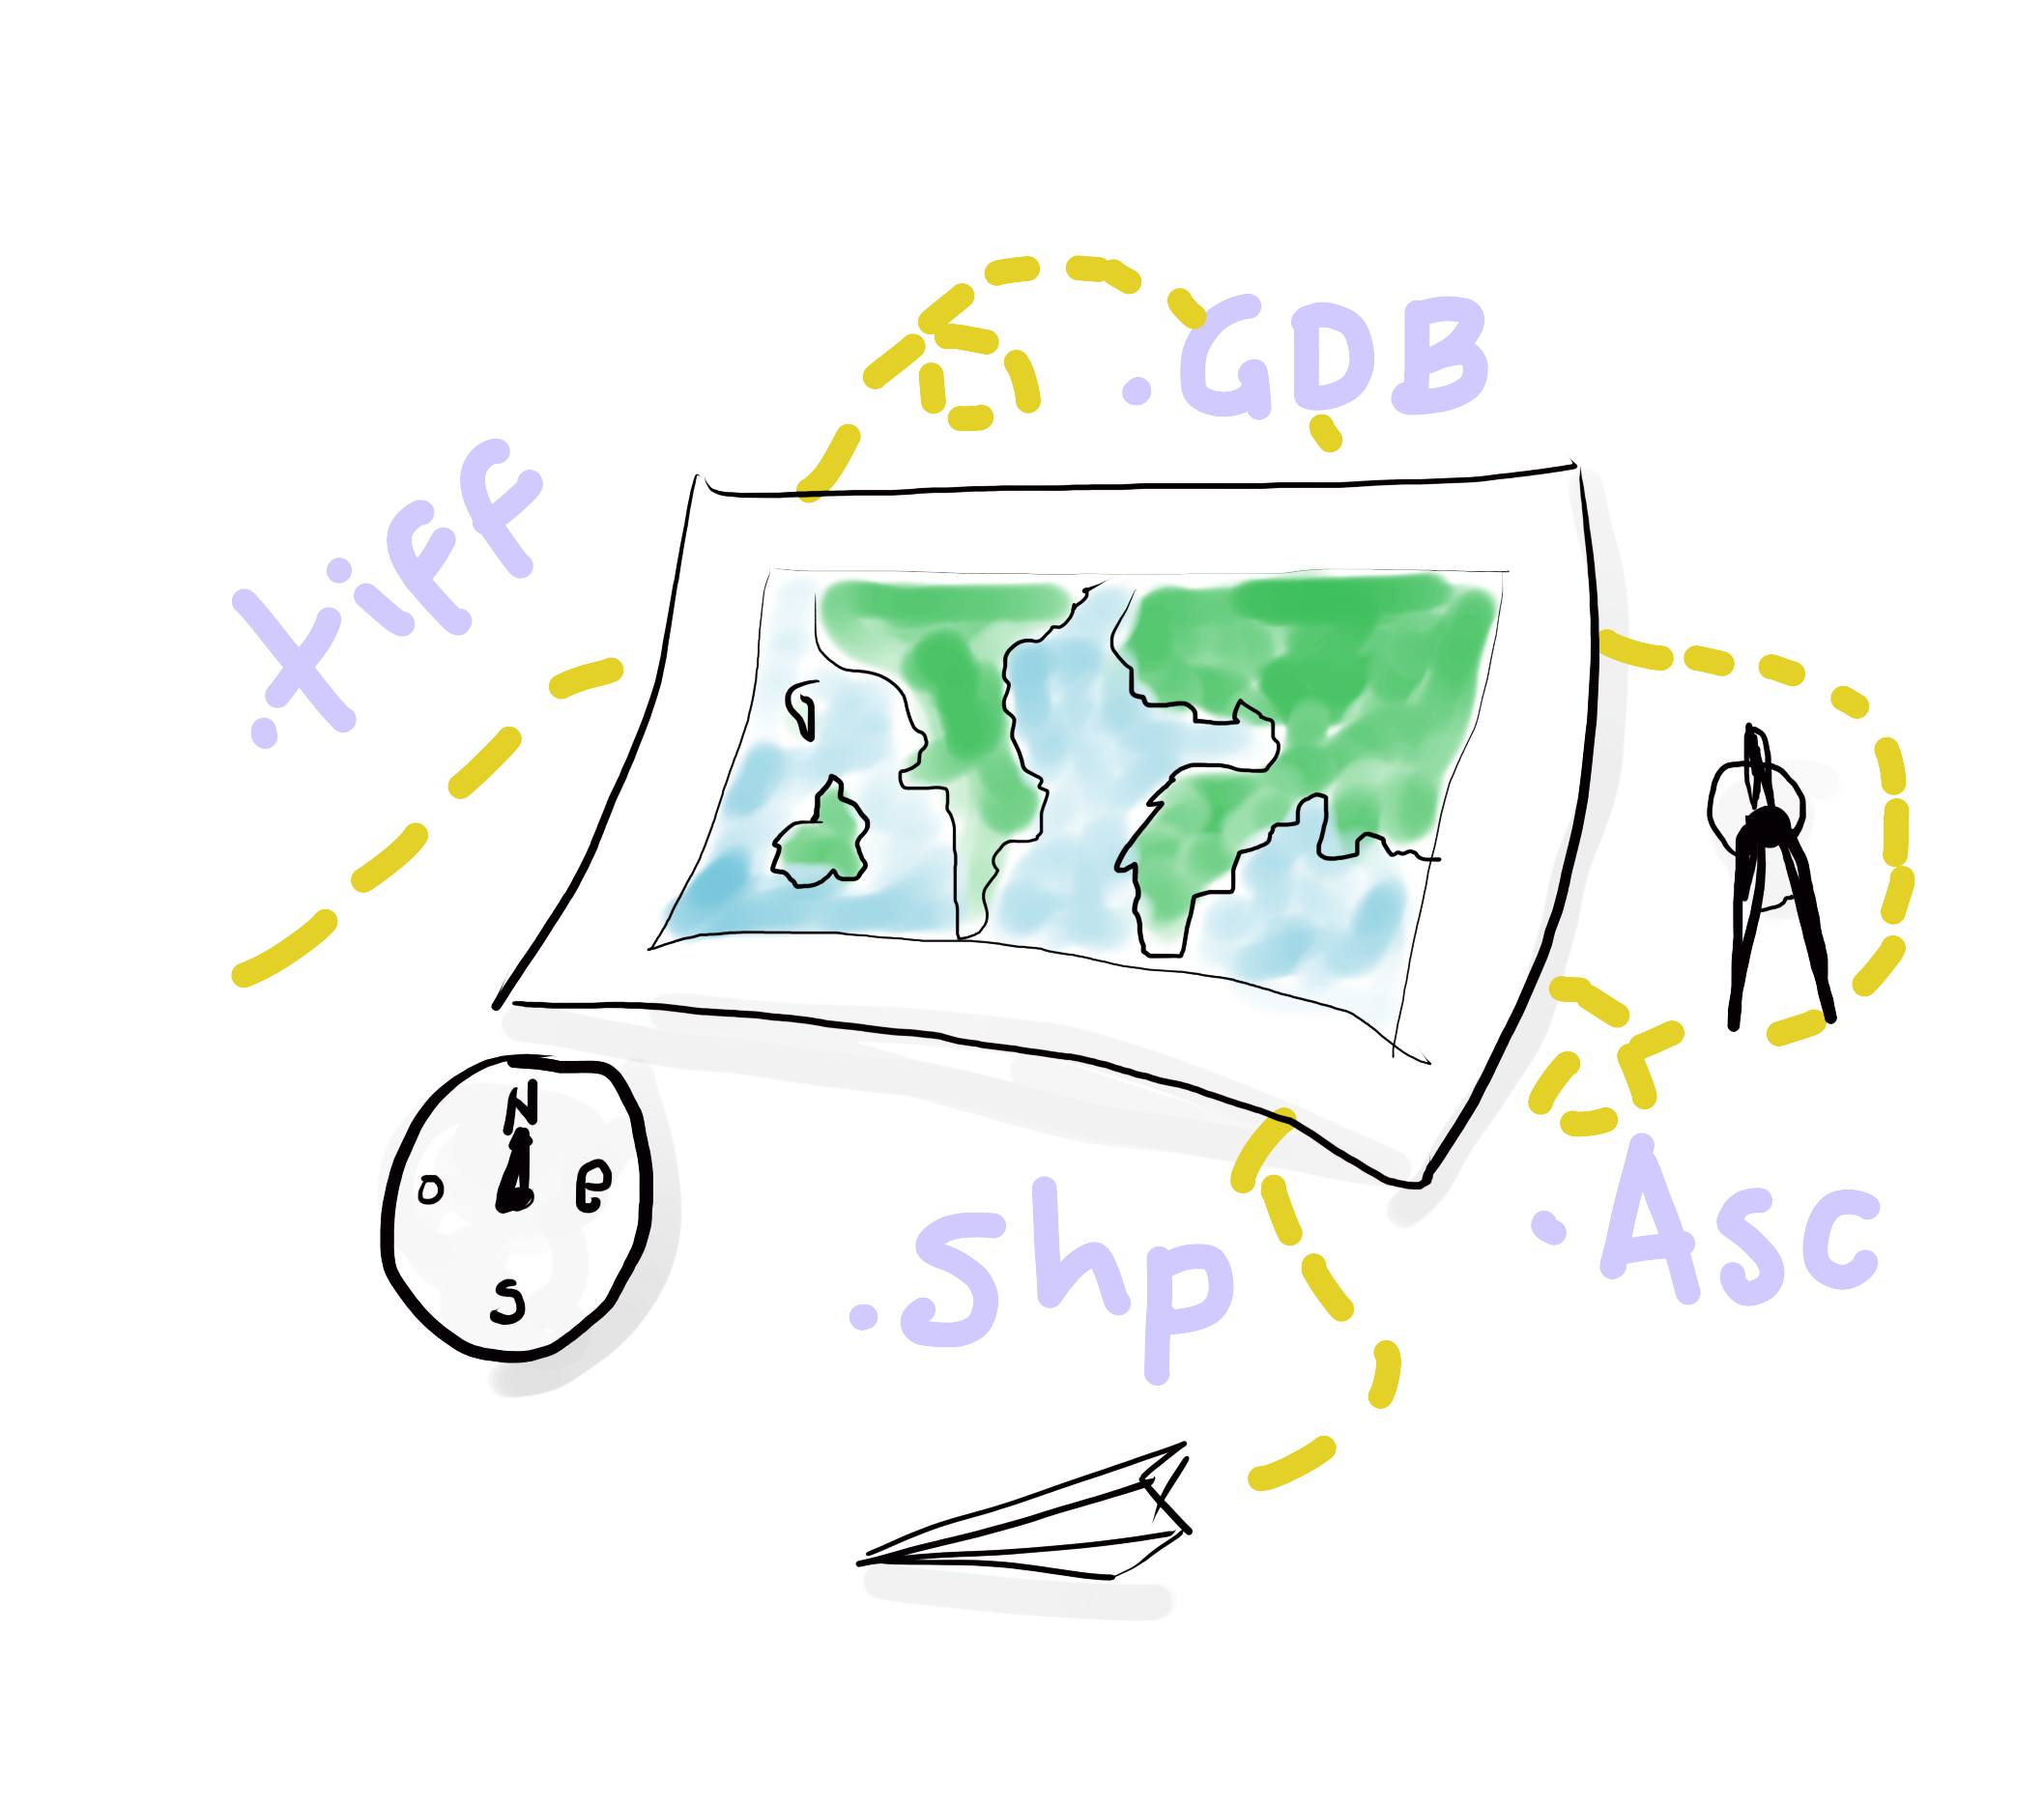 .GDB
.tiff
N
o e
s
.shp
.Asc